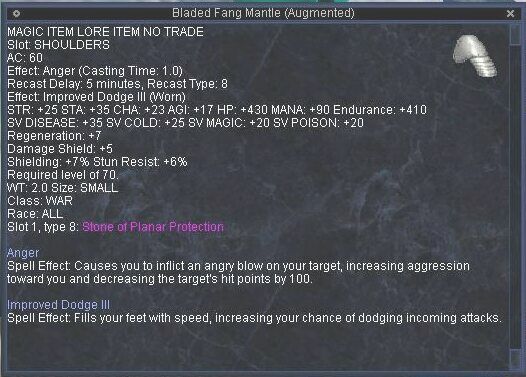 Bladed Fang Mantle (Augmented)
MAGIC ITEM LORE ITEM NO TRADE
Slot: SHOULDERS
AC: 60
Effect: Anger (Casting Time: 1.0)
Recast Delay: 5 minutes, Recast Type: 8
Effect: Improved Dodge III (Worn)
STR: +25 STA: +35 CHA: +23 AGI: +17 HP: +430 MANA: +90 Endurance: +410
SV DISEASE: +35 SV COLD: +25 SV MAGIC: +20 SV POISON: +20
Regeneration: +7
Damage Shield: +5
Shielding: +7% Stun Resist: +6%
Required level of 70.
WT: 2.0 Size: SMALL
Class: WAR
Race: ALL
Slot 1, type 8: Stone of Planar Protection
Anger
Spell Effect: Causes you to inflict an angry blow on your target, increasing aggression
toward you and decreasing the target's hit points by 100.
Improved Dodge III
Spell Effect: Fills your feet with speed, increasing your chance of dodging incoming attacks.